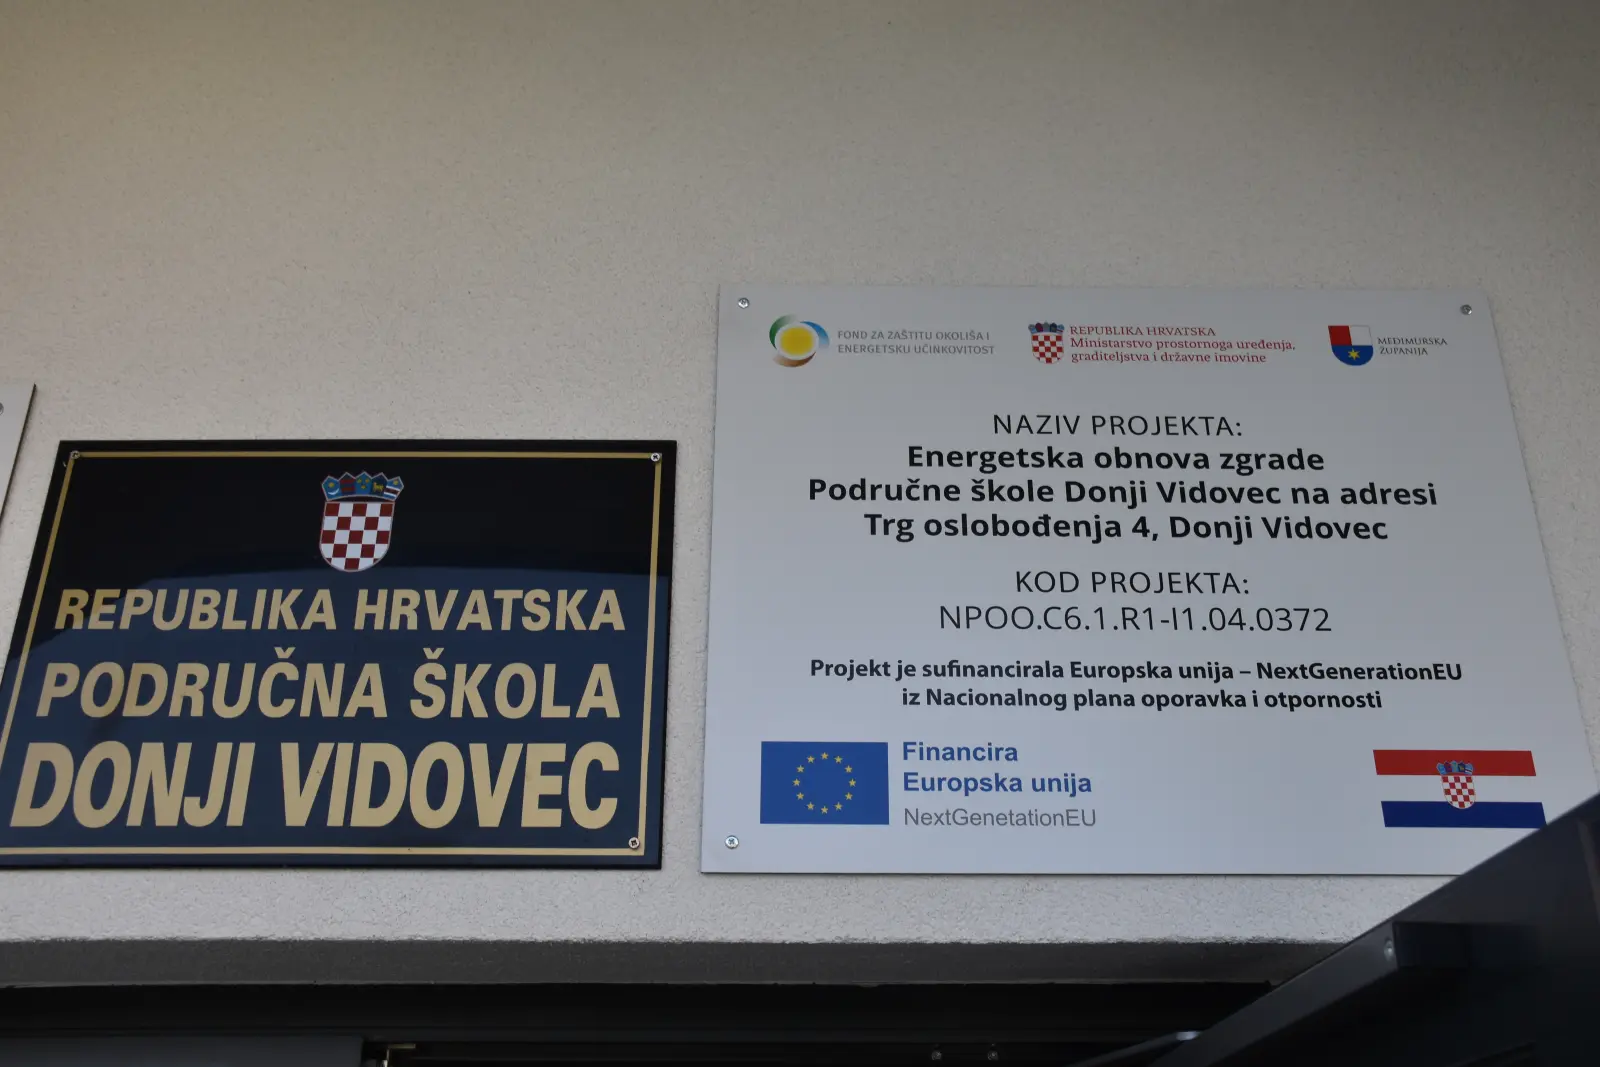 REPUBLIKA HRVATSKA
PODRUČNA ŠKOLA
DONJI VIDOVEC
FOND ZA ZAŠTITU OKOLIŠA I
ENERGETSKU UČINKOVITOST
REPUBLIKA HRVATSKA
Ministarstvo prostornoga uređenja,
graditeljstva i državne imovine
MEĐIMURSKA
ŽUPANIJA
NAZIV PROJEKTA:
Energetska obnova zgrade
Područne škole Donji Vidovec na adresi
Trg oslobođenja 4, Donji Vidovec
KOD PROJEKTA:
NPOO.C6.1.R1-I1.04.0372
Projekt je sufinancirala Europska unija – NextGenerationEU
iz Nacionalnog plana oporavka i otpornosti
Financira
Europska unija
NextGenetationEU